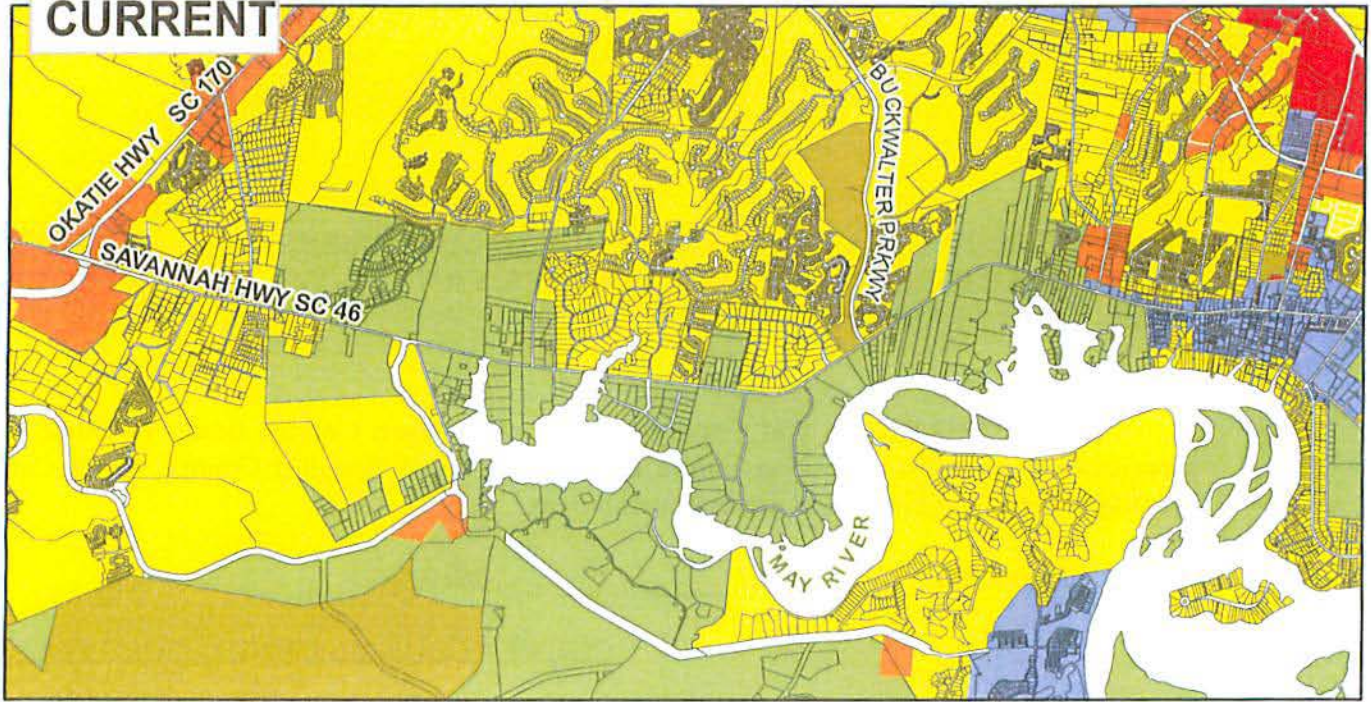 CURRENT
OKATIE HWY SC 170
SAVANNAH HWY SC 46
BUCKWALTER PRKWY
MAY RIVER